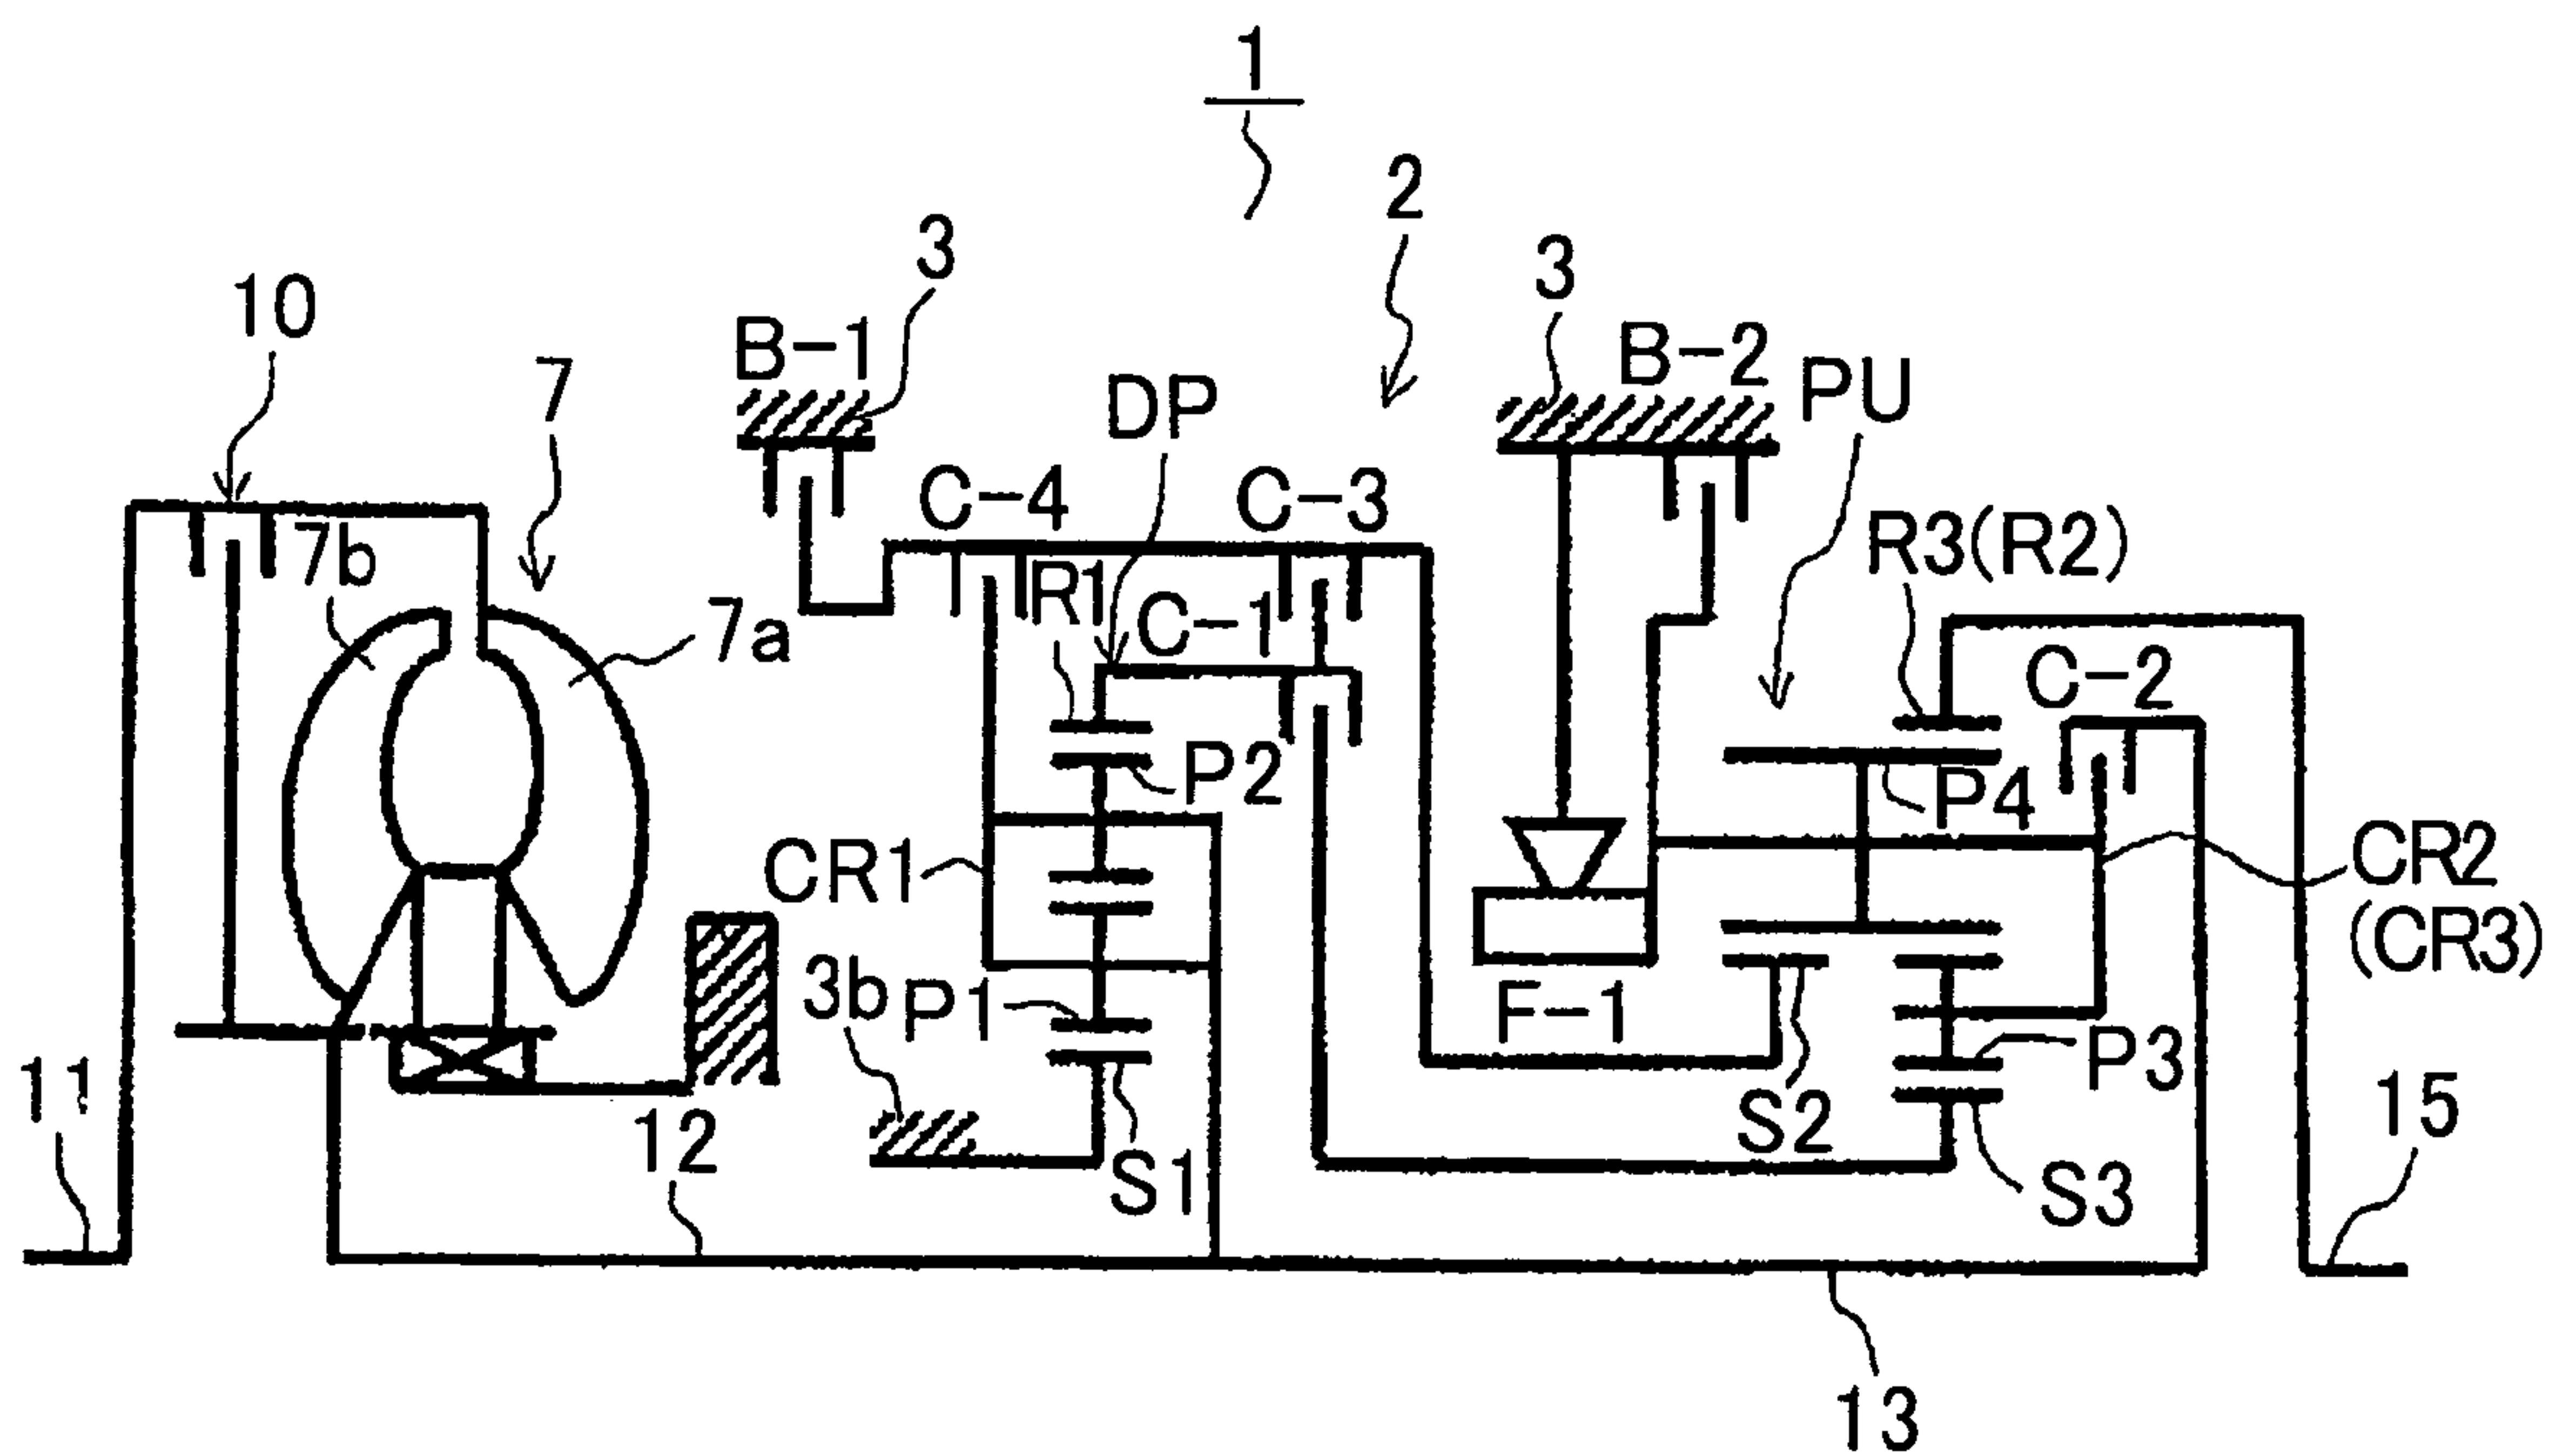 1
2
3
3
10
B-1
B-2
7
DP
PU
C-4
C-3
R3(R2)
7b
R1
C-1
7a
C-2
P2
P4
CR1
CR2
(CR3)
3b
P1
F-1
P3
11
12
S1
S2
S3
15
13